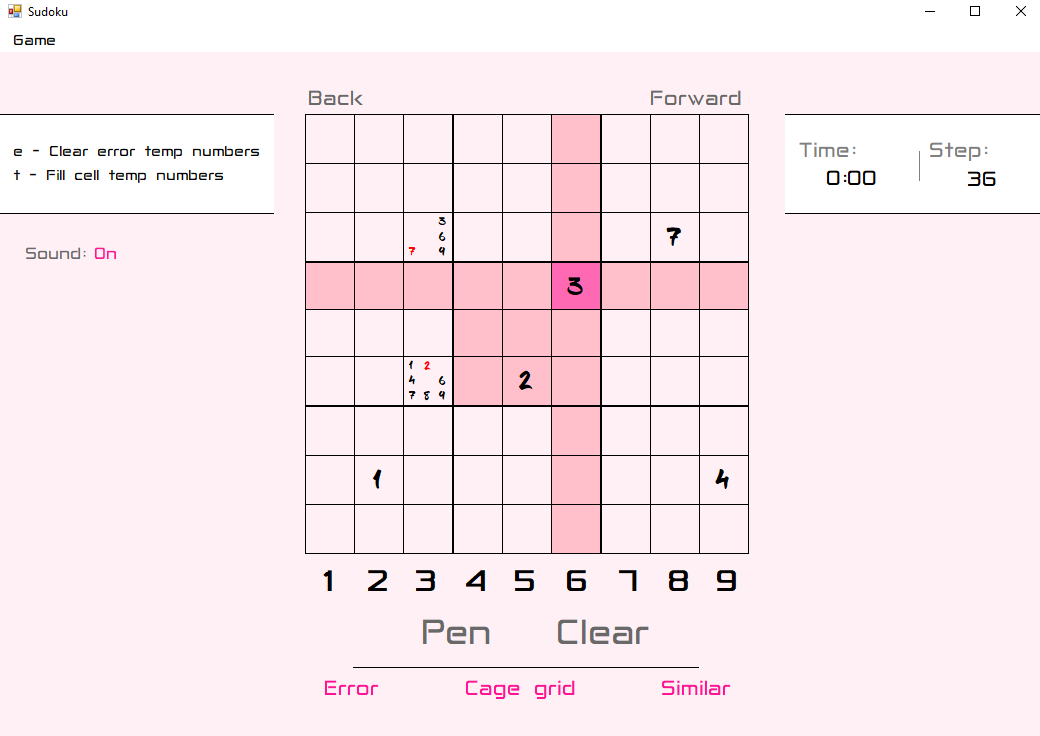 Sudoku
Game
Back Forward
e - Clear error temp numbers
t - Fill cell temp numbers
Time: Step:
0:00 36
3
6
7 9
7
Sound: On
3
1 2
4 6
7 8 9
2
1 4
1 2 3 4 5 6 7 8 9
Pen Clear
Error Cage grid Similar